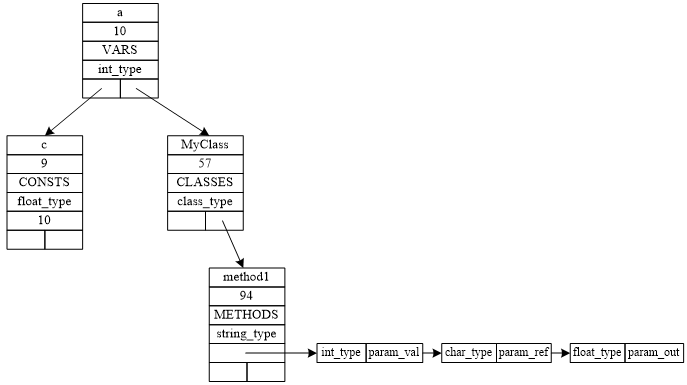 a
10
VARS
int_type
c
9
CONSTS
float_type
10
MyClass
57
CLASSES
class_type
method1
94
METHODS
string_type
int_type param_val char_type param_ref float_type param_out